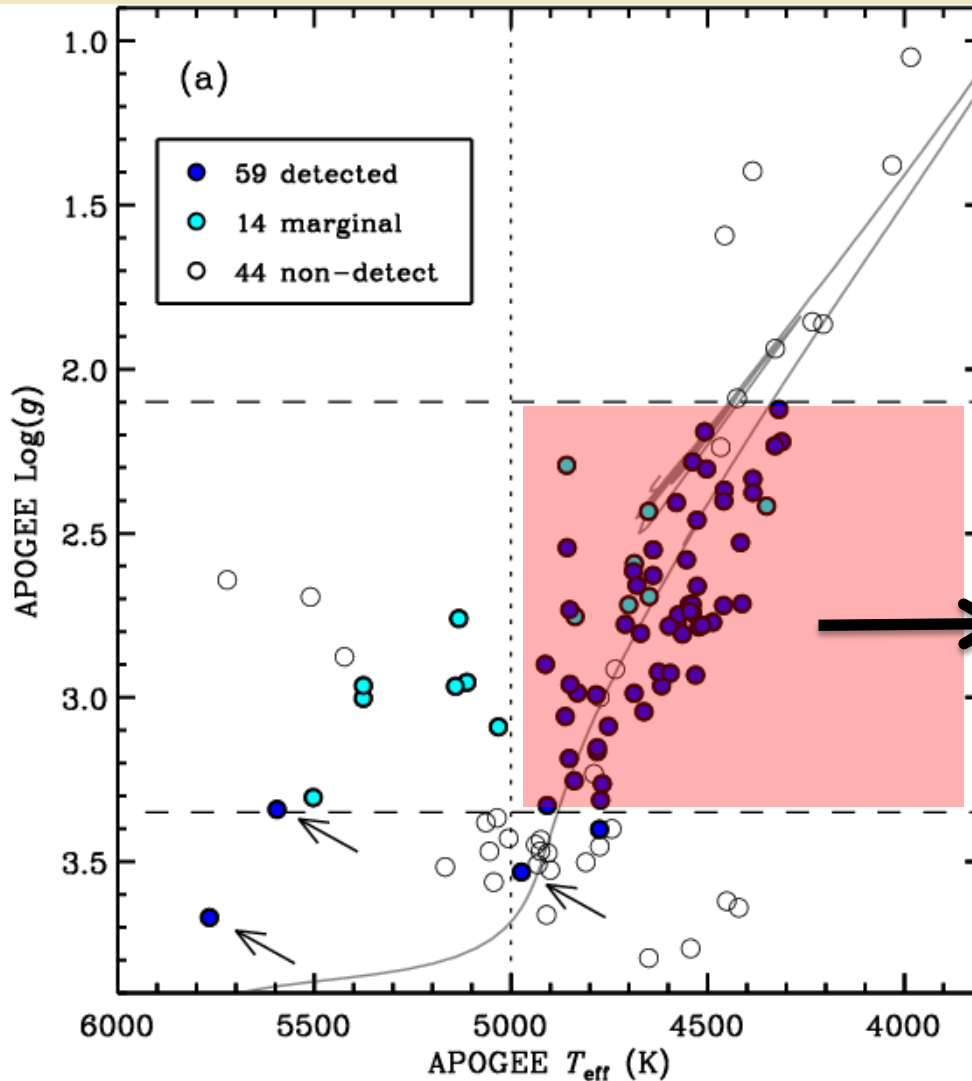 (a)
59 detected
14 marginal
44 non-detect
1.0
1.5
2.0
2.5
3.0
3.5
APOGEE Log(g)
6000 5500 5000 4500 4000
APOGEE Teff (K)